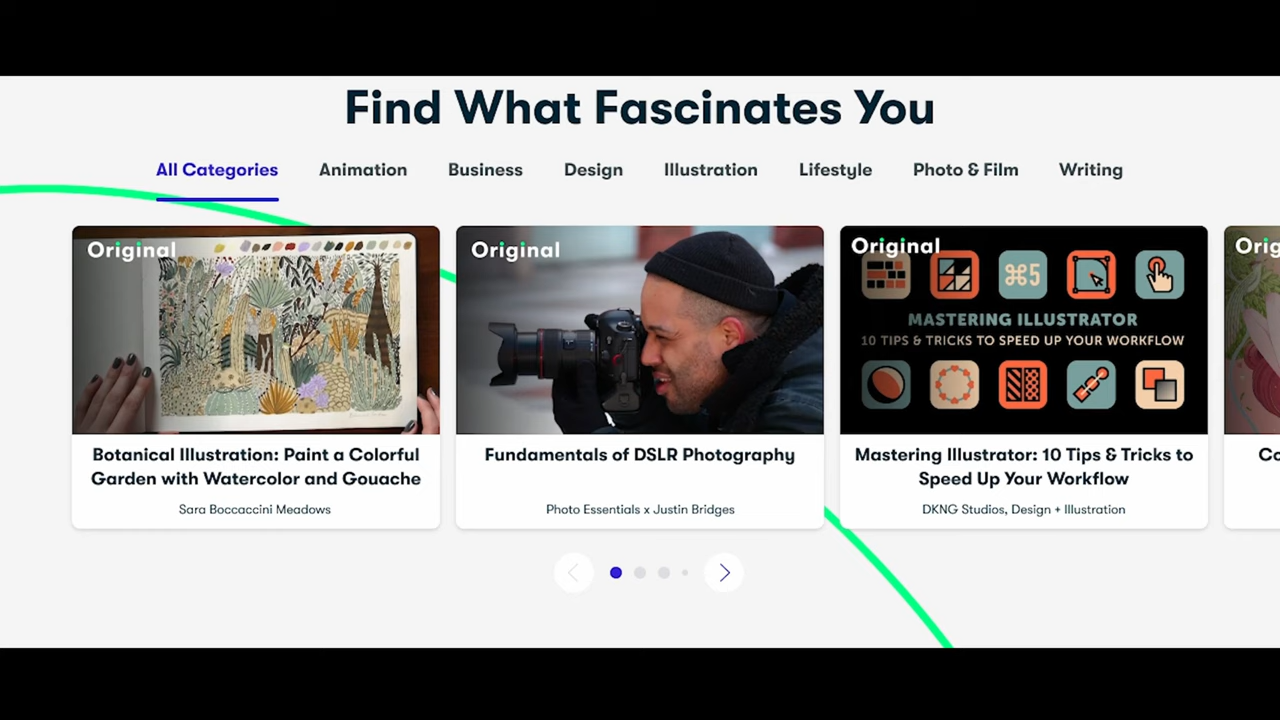 Find What Fascinates You
All Categories Animation Business Design Illustration Lifestyle Photo & Film Writing
Original
Original
Original
⌘5
MASTERING ILLUSTRATOR
10 TIPS & TRICKS TO SPEED UP YOUR WORKFLOW
Botanical Illustration: Paint a Colorful
Garden with Watercolor and Gouache
Sara Boccaccini Meadows
Fundamentals of DSLR Photography
Photo Essentials x Justin Bridges
Mastering Illustrator: 10 Tips & Tricks to
Speed Up Your Workflow
DKNG Studios, Design + Illustration